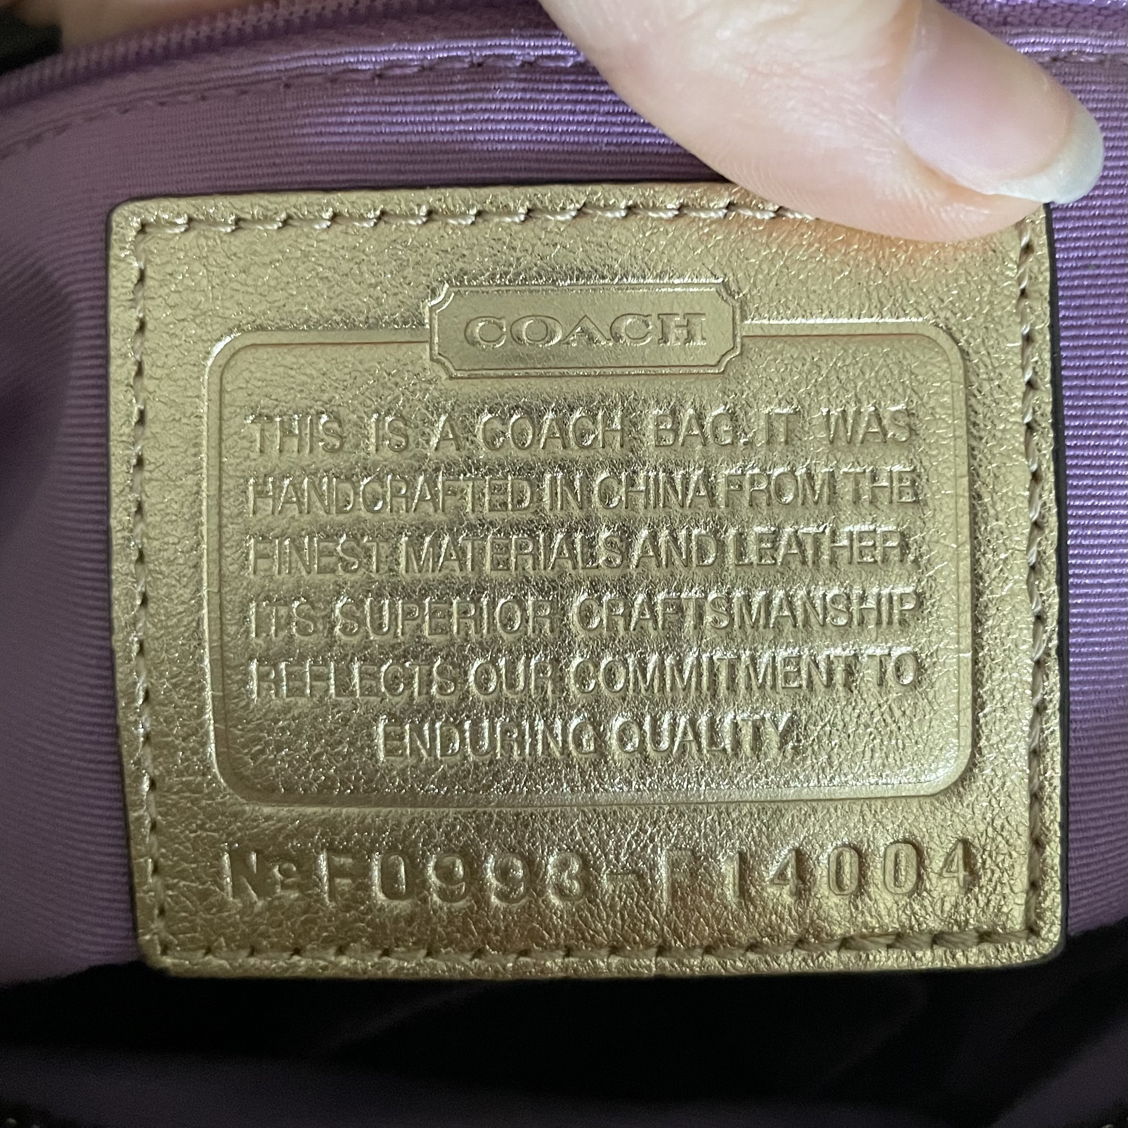 COACH
THIS IS A COACH BAG. IT WAS
HANDCRAFTED IN CHINA FROM THE
FINEST MATERIALS AND LEATHER.
ITS SUPERIOR CRAFTSMANSHIP
REFLECTS OUR COMMITMENT TO
ENDURING QUALITY.
No F0993-F14004